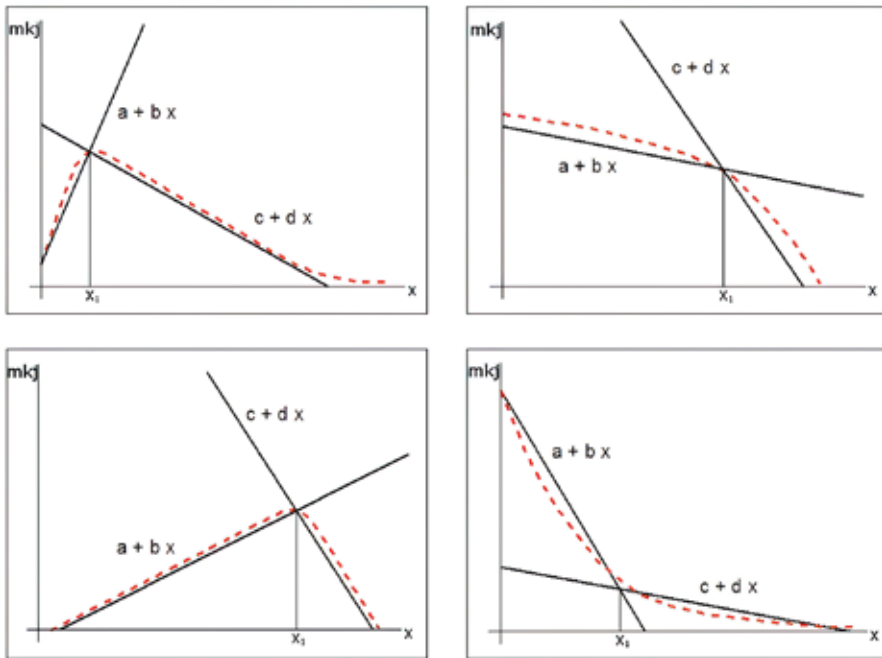 mkj
a + b x
c + d x
x₁
x
mkj
c + d x
a + b x
x₁
x
mkj
c + d x
a + b x
x₁
x
mkj
a + b x
c + d x
x₁
x